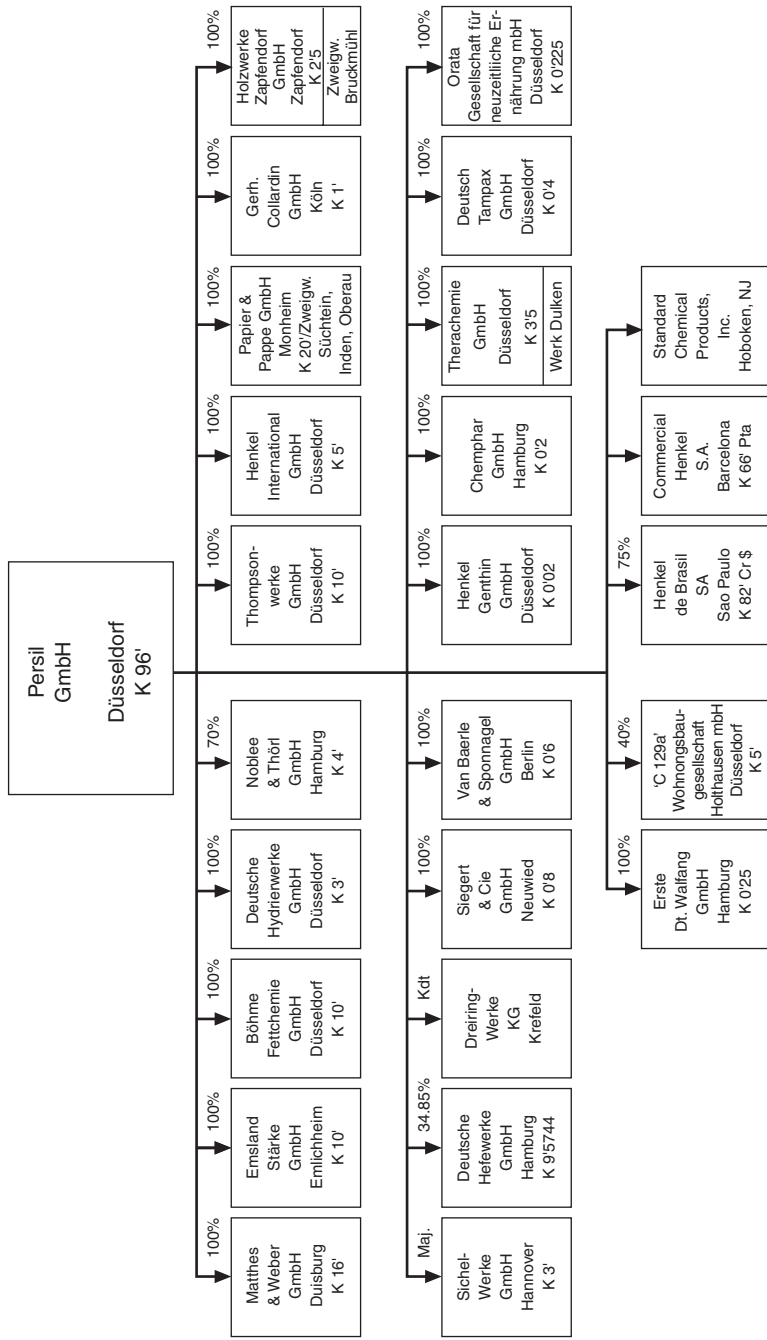 Persil
GmbH
Düsseldorf
K 96'
100%
Matthes
& Weber
GmbH
Duisburg
K 16'
100%
Emsland
Stärke
GmbH
Emlichheim
K 10'
100%
Böhme
Fettchemie
GmbH
Düsseldorf
K 10'
100%
Deutsche
Hydrierwerke
GmbH
Düsseldorf
K 3'
70%
Noblee
& Thörl
GmbH
Hamburg
K 4'
100%
Thompson-
werke
GmbH
Düsseldorf
K 10'
100%
Henkel
International
GmbH
Düsseldorf
K 5'
100%
Papier &
Pappe GmbH
Monheim
K 20'/Zweigw.
Süchtein,
Inden, Oberau
100%
Gerh.
Collardin
GmbH
Köln
K 1'
100%
Holzwerke
Zapfendorf
GmbH
Zapfendorf
K 2'5
Zweigw.
Bruckmühl
Maj.
Sichel-
Werke
GmbH
Hannover
K 3'
34.85%
Deutsche
Hefewerke
GmbH
Hamburg
K 9'5744
Kdt
Dreiring-
Werke
KG
Krefeld
100%
Siegert
& Cie
GmbH
Neuwied
K 0'8
100%
Van Baerle
& Sponnagel
GmbH
Berlin
K 0'6
100%
Henkel
Genthin
GmbH
Düsseldorf
K 0'02
100%
Chemphar
GmbH
Hamburg
K 0'2
100%
Therachemie
GmbH
Düsseldorf
K 3'5
Werk Dulken
100%
Deutsch
Tampax
GmbH
Düsseldorf
K 0'4
100%
Orata
Gesellschaft für
neuzeitliiche Er-
nährung mbH
Düsseldorf
K 0'225
100%
Erste
Dt. Walfang
GmbH
Hamburg
K 0'25
40%
'C 129a'
Wohnongsbau-
gesellschaft
Holthausen mbH
Düsseldorf
K 5'
75%
Henkel
de Brasil
SA
Sao Paulo
K 82' Cr $
Commercial
Henkel
S.A.
Barcelona
K 66' Pta
Standard
Chemical
Products,
Inc.
Hoboken, NJ